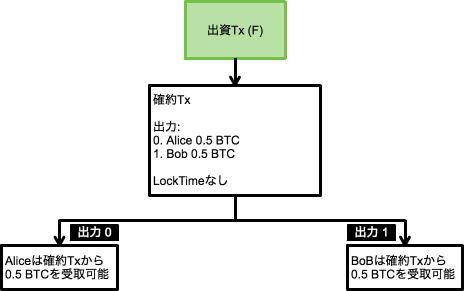 出資Tx (F)
確約Tx
出力:
0. Alice 0.5 BTC
1. Bob 0.5 BTC
LockTimeなし
出力 0
出力 1
Aliceは確約Txから
0.5 BTCを受取可能
BoBは確約Txから
0.5 BTCを受取可能